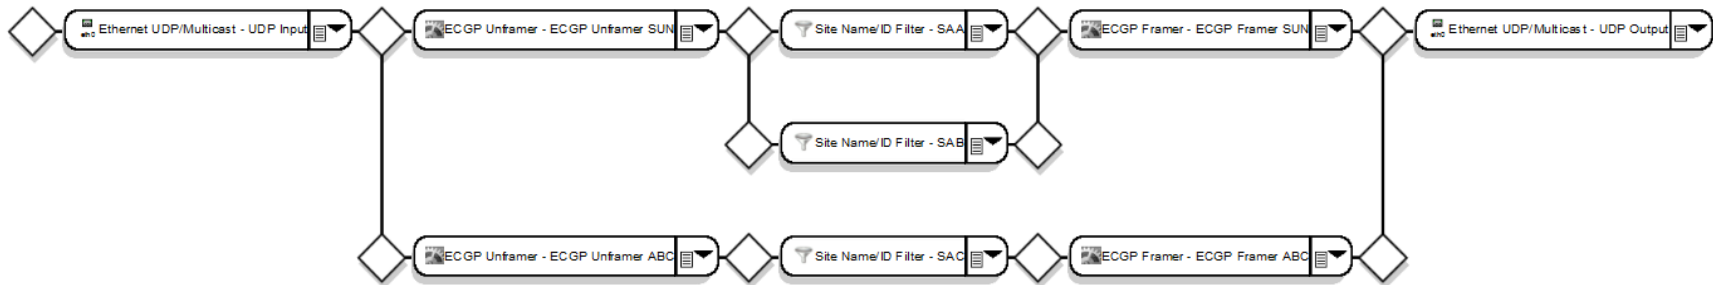 Ethernet UDP/Multicast - UDP Input
ECGP Unframer - ECGP Unframer SUN
Site Name/ID Filter - SAA
ECGP Framer - ECGP Framer SUN
Ethernet UDP/Multicast - UDP Output
Site Name/ID Filter - SAB
ECGP Unframer - ECGP Unframer ABC
Site Name/ID Filter - SAC
ECGP Framer - ECGP Framer ABC